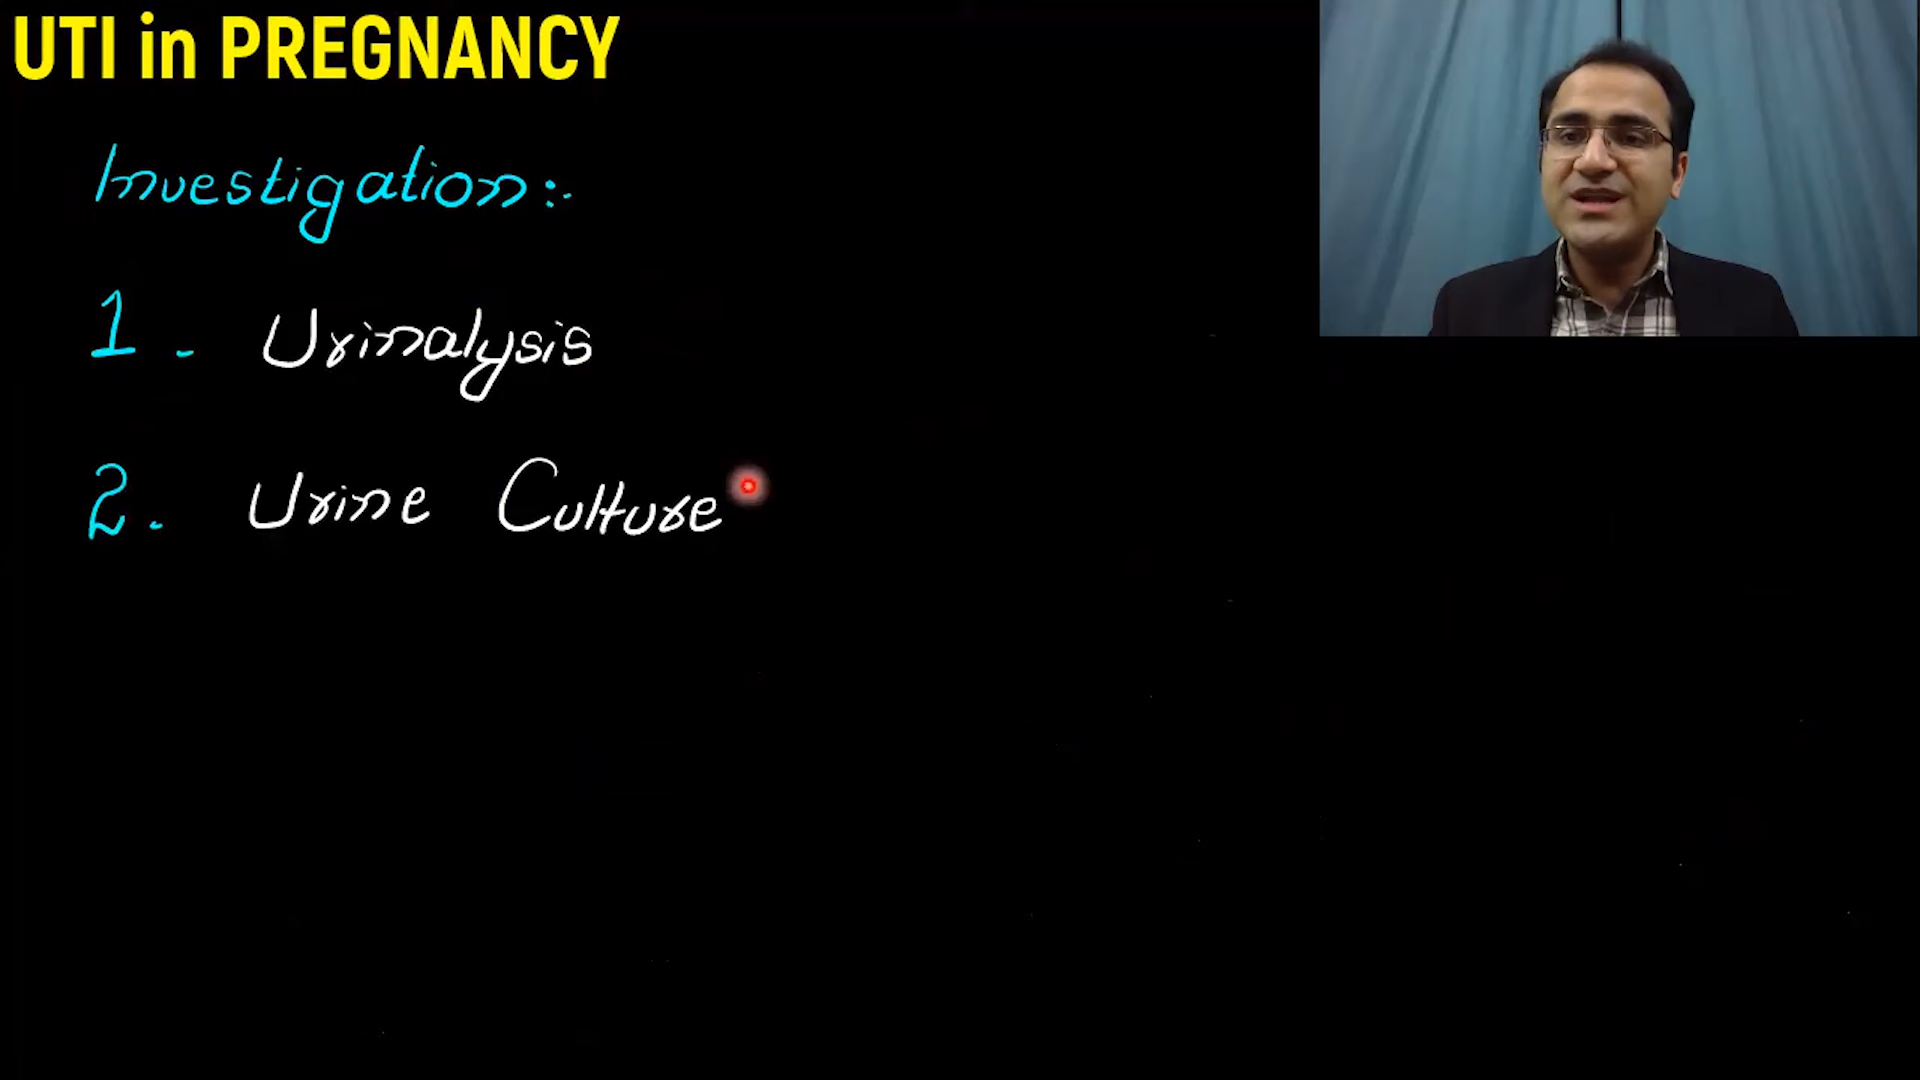 UTI in PREGNANCY
Investigation:-
1. Urinalysis
2. Urine Culture